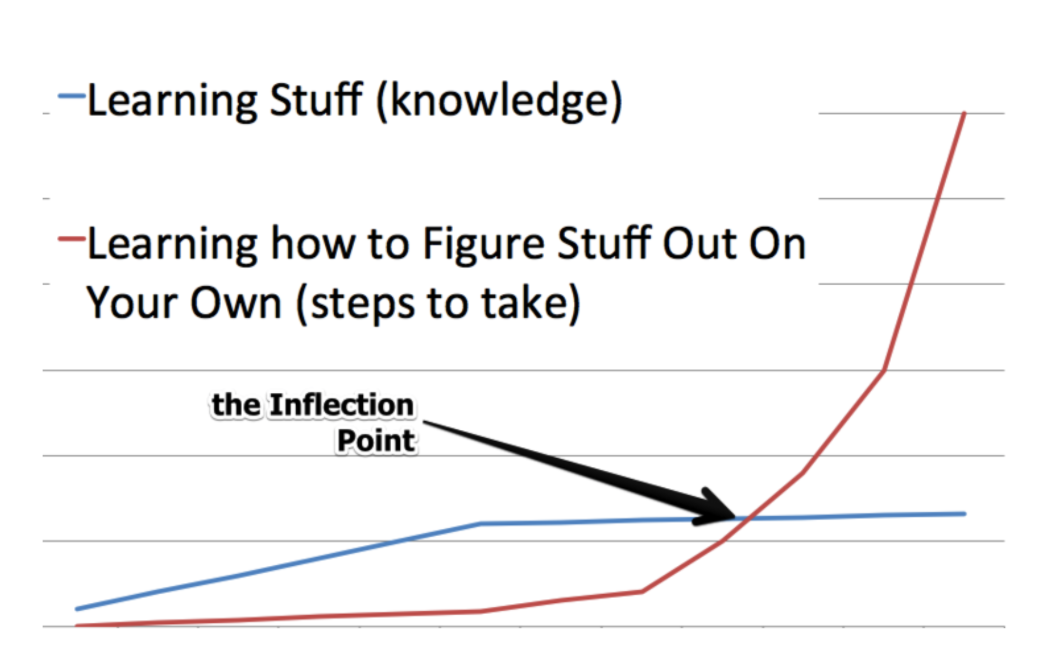 Learning Stuff (knowledge)
Learning how to Figure Stuff Out On
Your Own (steps to take)
the Inflection
Point